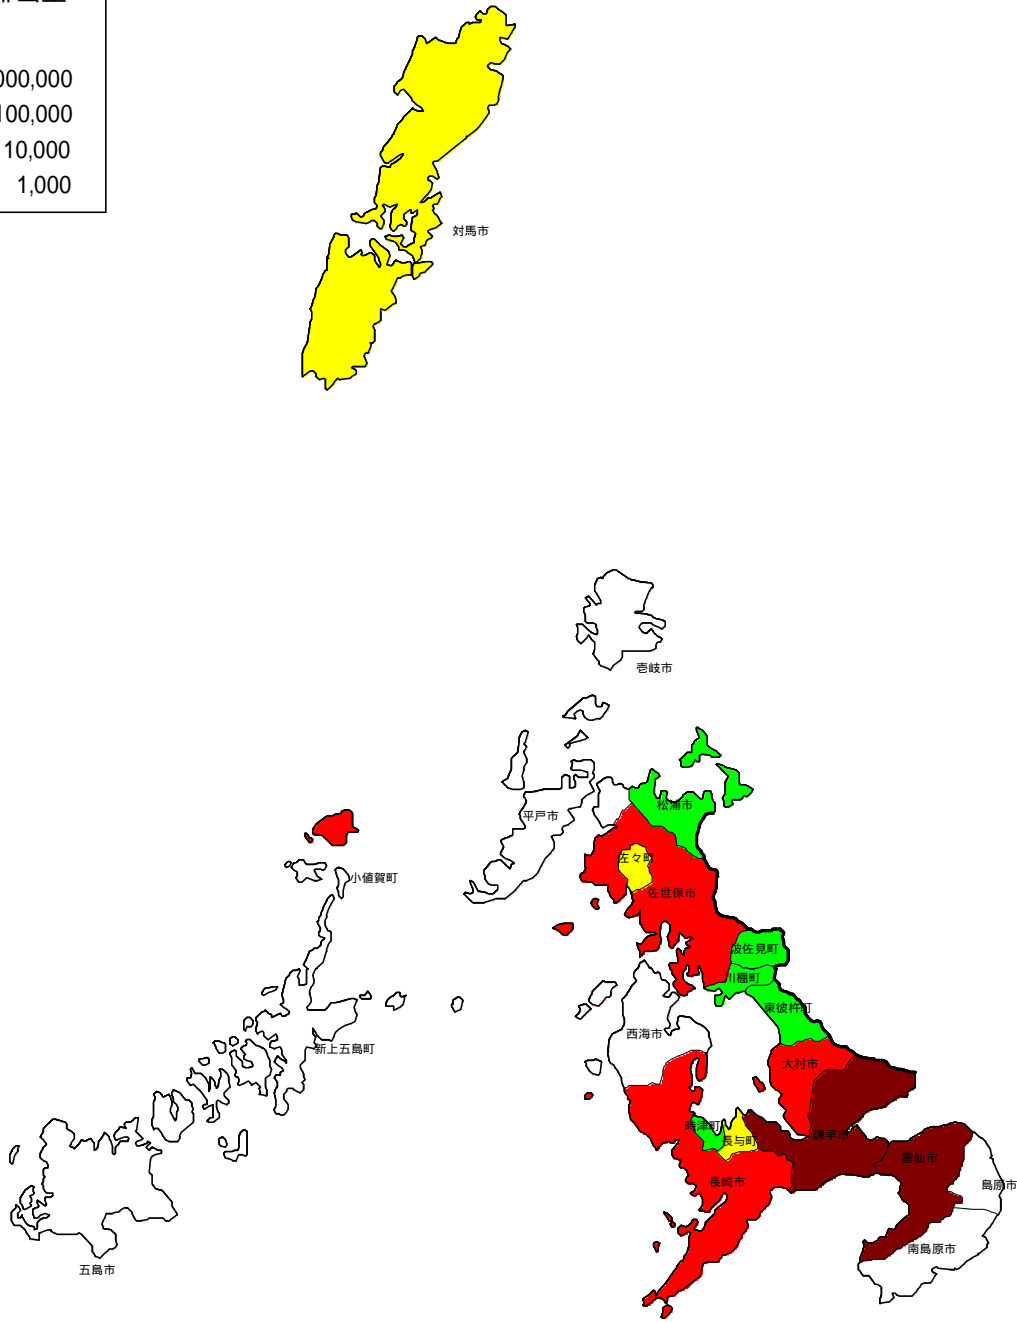 000,000
100,000
10,000
1,000
対馬市
壱岐市
松浦市
平戸市
佐々町
小値賀町
佐世保市
波佐見町
川棚町
東彼杵町
西海市
新上五島町
大村市
時津町
諫早市
長与町
雲仙市
長崎市
島原市
南島原市
五島市